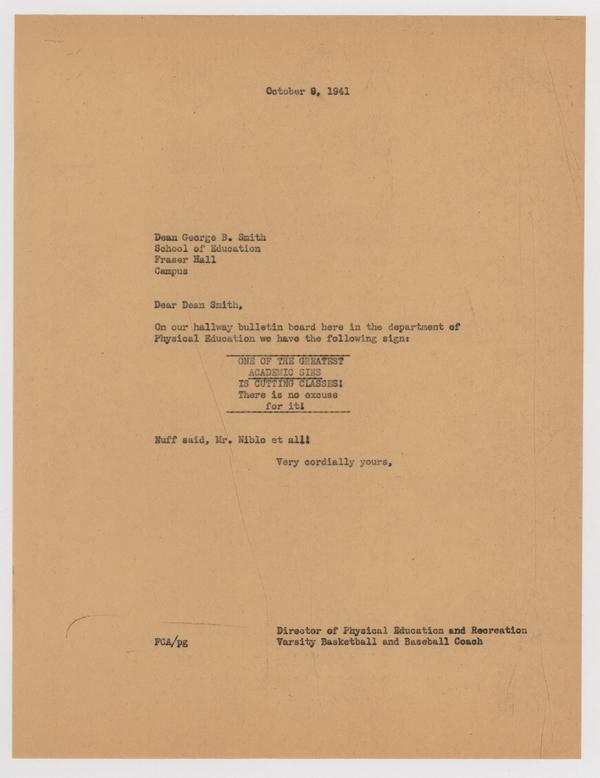 October 9, 1941
Dean George B. Smith
School of Education
Fraser Hall
Campus
Dear Dean Smith,
On our hallway bulletin board here in the department of
Physical Education we have the following sign:
ONE OF THE GREATEST
ACADEMIC SINS
IS CUTTING CLASSES!
There is no excuse
for it!
Nuff said, Mr. Niblo et al!!
Very cordially yours,
Director of Physical Education and Recreation
FCA/pg Varsity Basketball and Baseball Coach